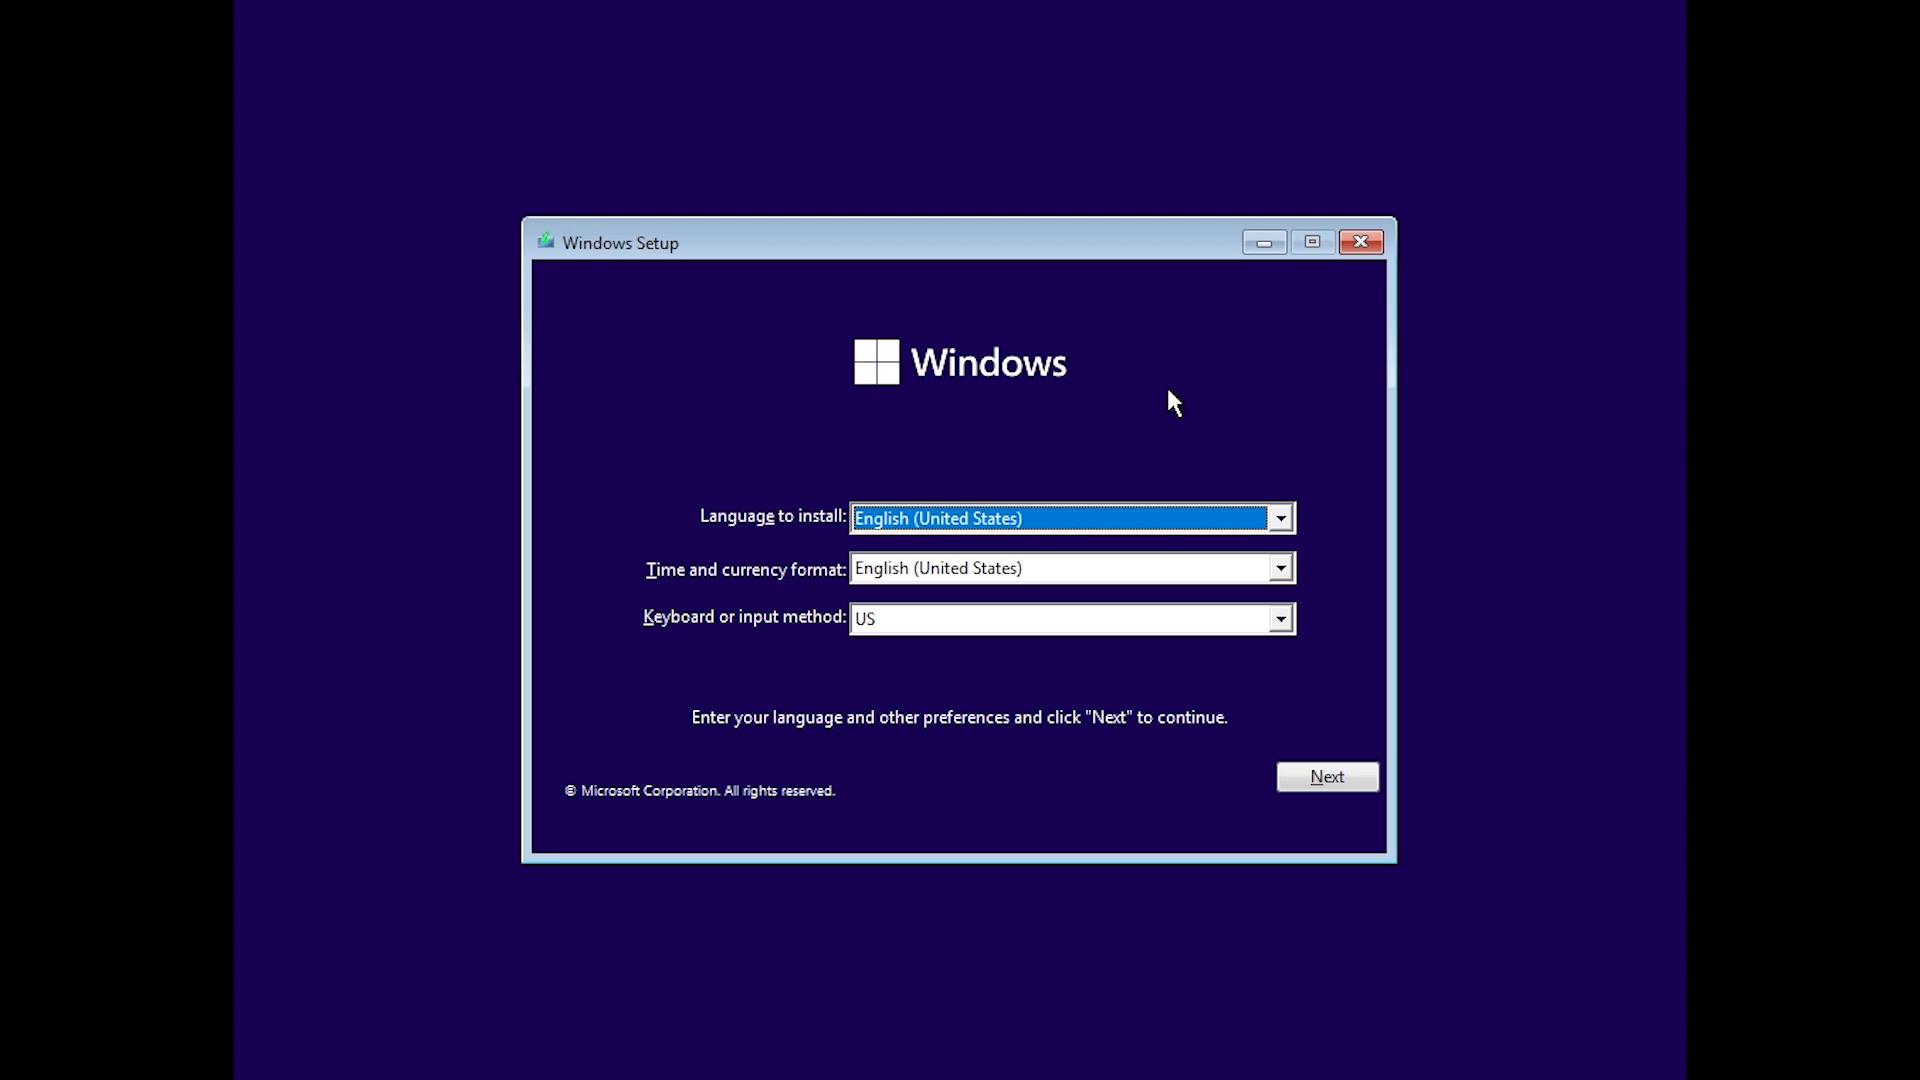 Windows Setup
Windows
Language to install: English (United States)
Time and currency format: English (United States)
Keyboard or input method: US
Enter your language and other preferences and click "Next" to continue.
Next
© Microsoft Corporation. All rights reserved.